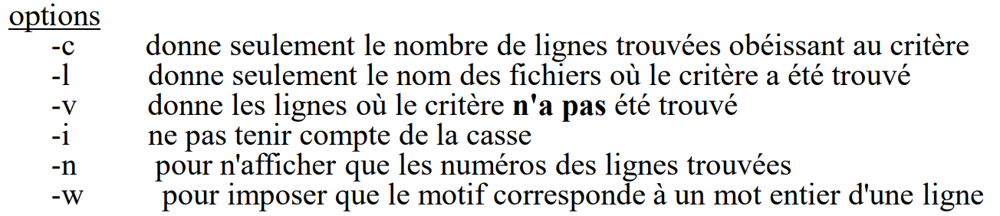 options
-c donne seulement le nombre de lignes trouvées obéissant au critère
-l donne seulement le nom des fichiers où le critère a été trouvé
-v donne les lignes où le critère n'a pas été trouvé
-i ne pas tenir compte de la casse
-n pour n'afficher que les numéros des lignes trouvées
-w pour imposer que le motif corresponde à un mot entier d'une ligne